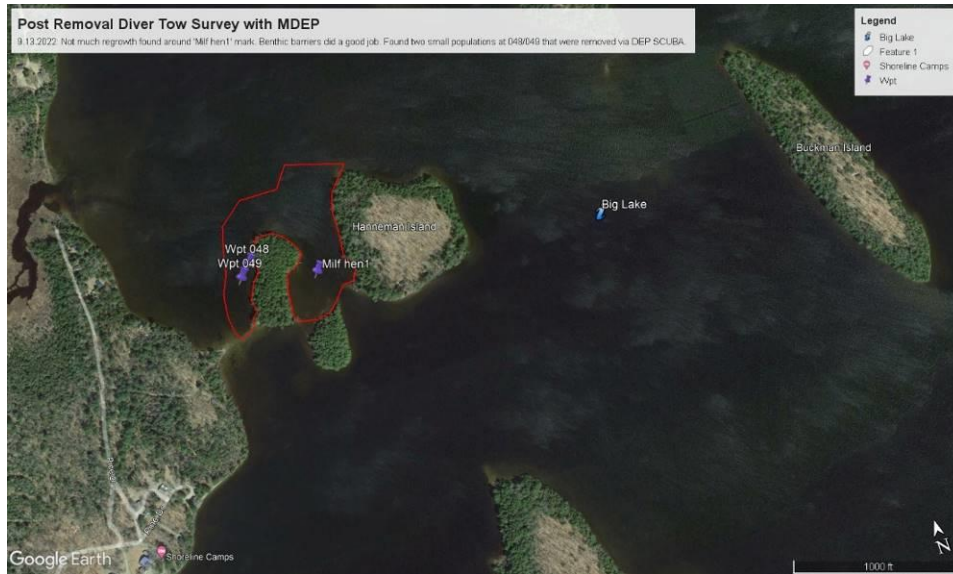 Post Removal Diver Tow Survey with MDEP
9.13.2022: Not much regrowth found around 'Milf hen1' mark. Benthic barriers did a good job. Found two small populations at 048/049 that were removed via DEP SCUBA.
Legend
Big Lake
Feature 1
Shoreline Camps
Wpt
Buckman Island
Big Lake
Hanneman Island
Wpt 048
Wpt 049
Milf hen1
Shoreline Camps
Google Earth
N
1000 ft